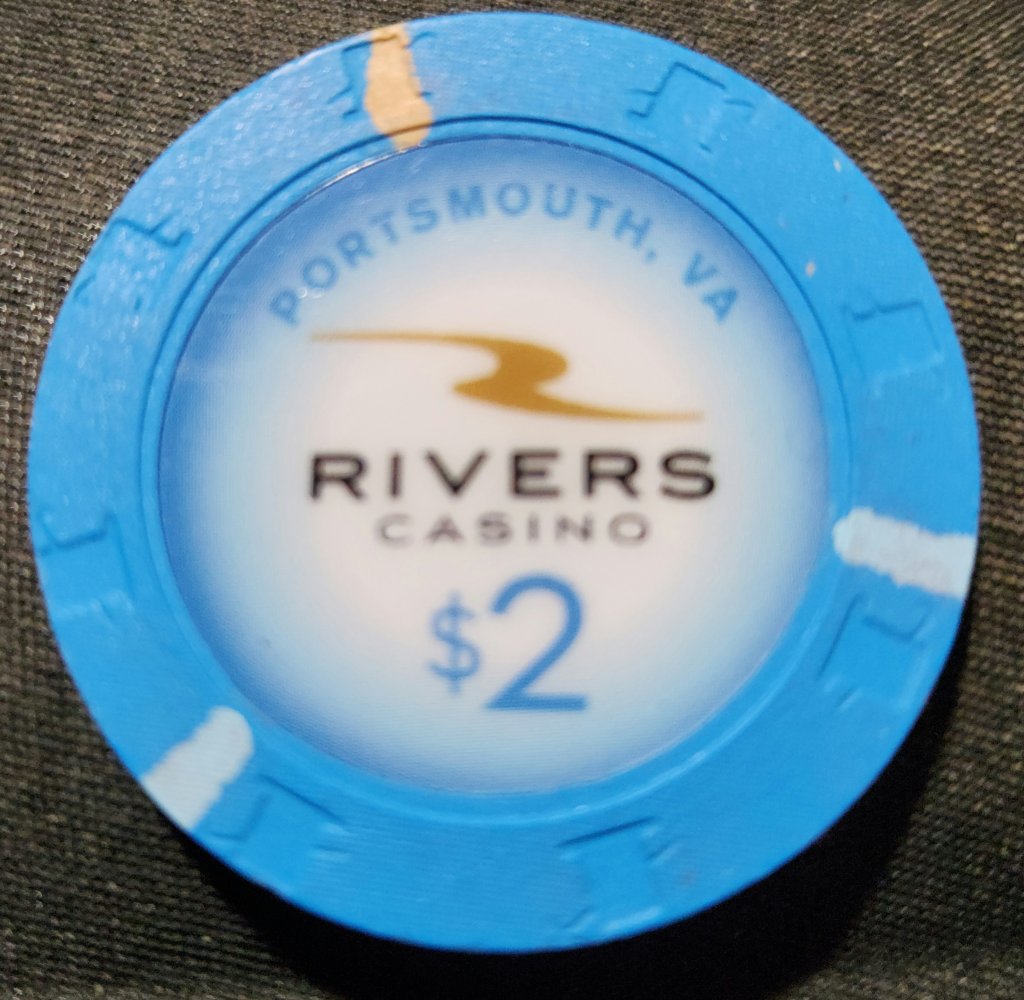 PORTSMOUTH, VA
RIVERS
CASINO
$2